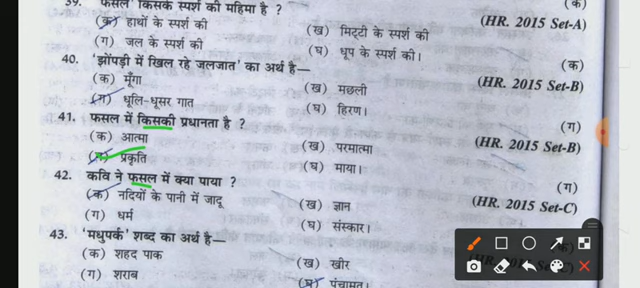 39. फसल किसके स्पर्श की महिमा है ? (क)
(क) हाथों के स्पर्श की (ख) मिट्टी के स्पर्श की (HR. 2015 Set-A)
(ग) जल के स्पर्श की (घ) धूप के स्पर्श की।
40. 'झोंपड़ी में खिल रहे जलजात' का अर्थ है— (क)
(क) मूँगा (ख) मछली (HR. 2015 Set-B)
(ग) धूलि-धूसर गात (घ) हिरण।
41. फसल में किसकी प्रधानता है ? (ग)
(क) आत्मा (ख) परमात्मा (HR. 2015 Set-B)
(ग) प्रकृति (घ) माया।
42. कवि ने फसल में क्या पाया ? (ग)
(क) नदियों के पानी में जादू (ख) ज्ञान (HR. 2015 Set-C)
(ग) धर्म (घ) संस्कार।
43. 'मधुपर्क' शब्द का अर्थ है—
(क) शहद पाक (ख) खीर
(ग) शराब (घ) पंचामृत।